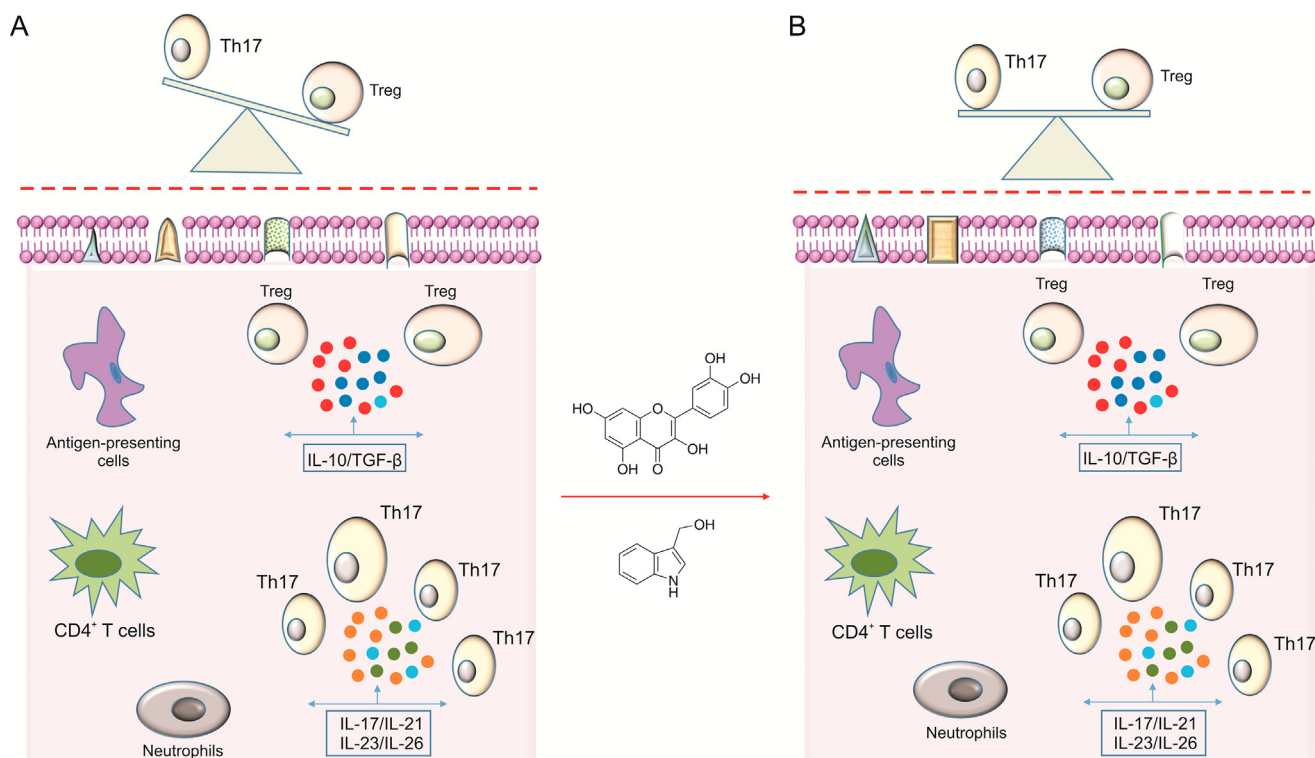 A
Th17
Treg
Treg
Treg
Antigen-presenting
cells
IL-10/TGF-β
Th17
Th17
Th17
Th17
CD4⁺ T cells
IL-17/IL-21
IL-23/IL-26
Neutrophils
OH
OH
HO
O
OH
OH
O
OH
N
H
B
Th17
Treg
Treg
Treg
Antigen-presenting
cells
IL-10/TGF-β
Th17
Th17
Th17
Th17
CD4⁺ T cells
IL-17/IL-21
IL-23/IL-26
Neutrophils